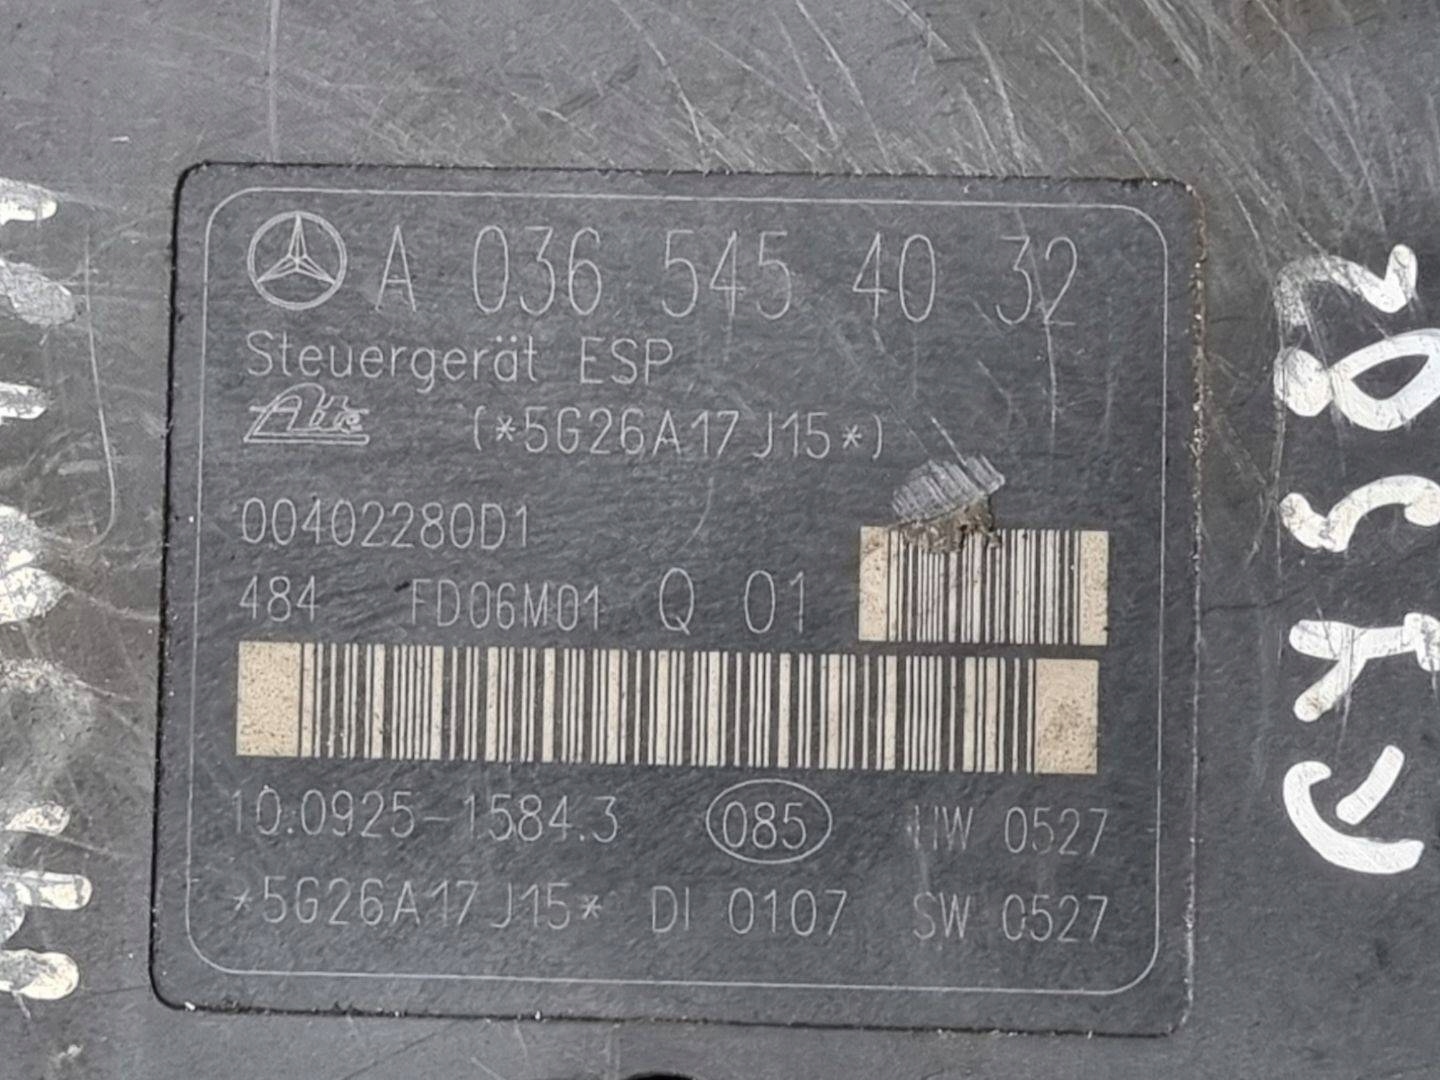 A 036 545 40 32
Steuergerät ESP
Ate (*5G26A17J15*)
00402280D1
484 FD06M01 Q 01
10.0925-1584.3 085 HW 0527
*5G26A17J15* DI 0107 SW 0527